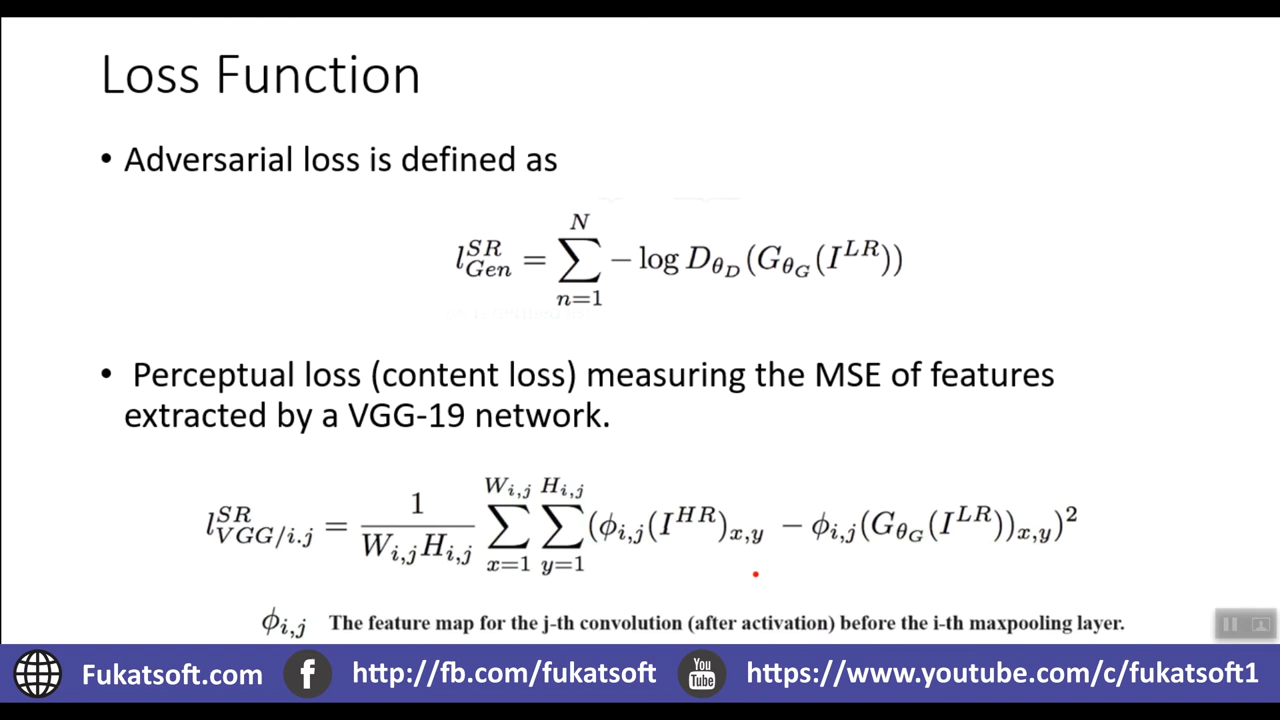 Loss Function
• Adversarial loss is defined as
l^{SR}_{Gen} = \sum_{n=1}^{N} - \log D_{\theta_D}(G_{\theta_G}(I^{LR}))
• Perceptual loss (content loss) measuring the MSE of features
extracted by a VGG-19 network.
l^{SR}_{VGG/i.j} = \frac{1}{W_{i,j}H_{i,j}} \sum_{x=1}^{W_{i,j}} \sum_{y=1}^{H_{i,j}} (\phi_{i,j}(I^{HR})_{x,y} - \phi_{i,j}(G_{\theta_G}(I^{LR}))_{x,y})^2
\phi_{i,j} The feature map for the j-th convolution (after activation) before the i-th maxpooling layer.
Fukatsoft.com f http://fb.com/fukatsoft You Tube https://www.youtube.com/c/fukatsoft1